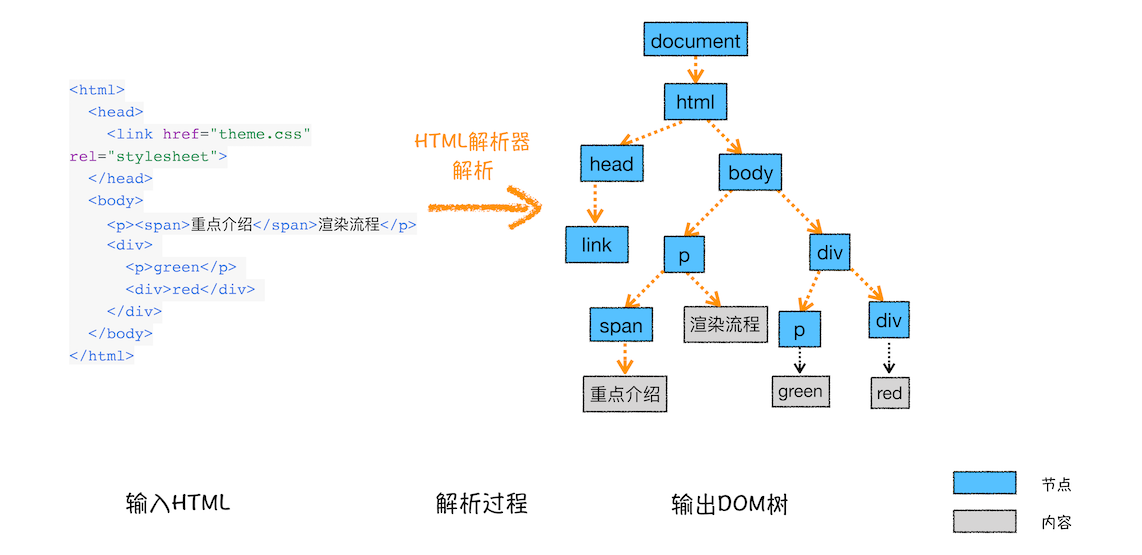 <html>
<head>
<link href="theme.css"
rel="stylesheet">
</head>
<body>
<p><span>重点介绍</span>渲染流程</p>
<div>
<p>green</p>
<div>red</div>
</div>
</body>
</html>
HTML解析器
解析
document
html
head
body
link
p
div
span
渲染流程
p
div
重点介绍
green
red
输入HTML
解析过程
输出DOM树
节点
内容